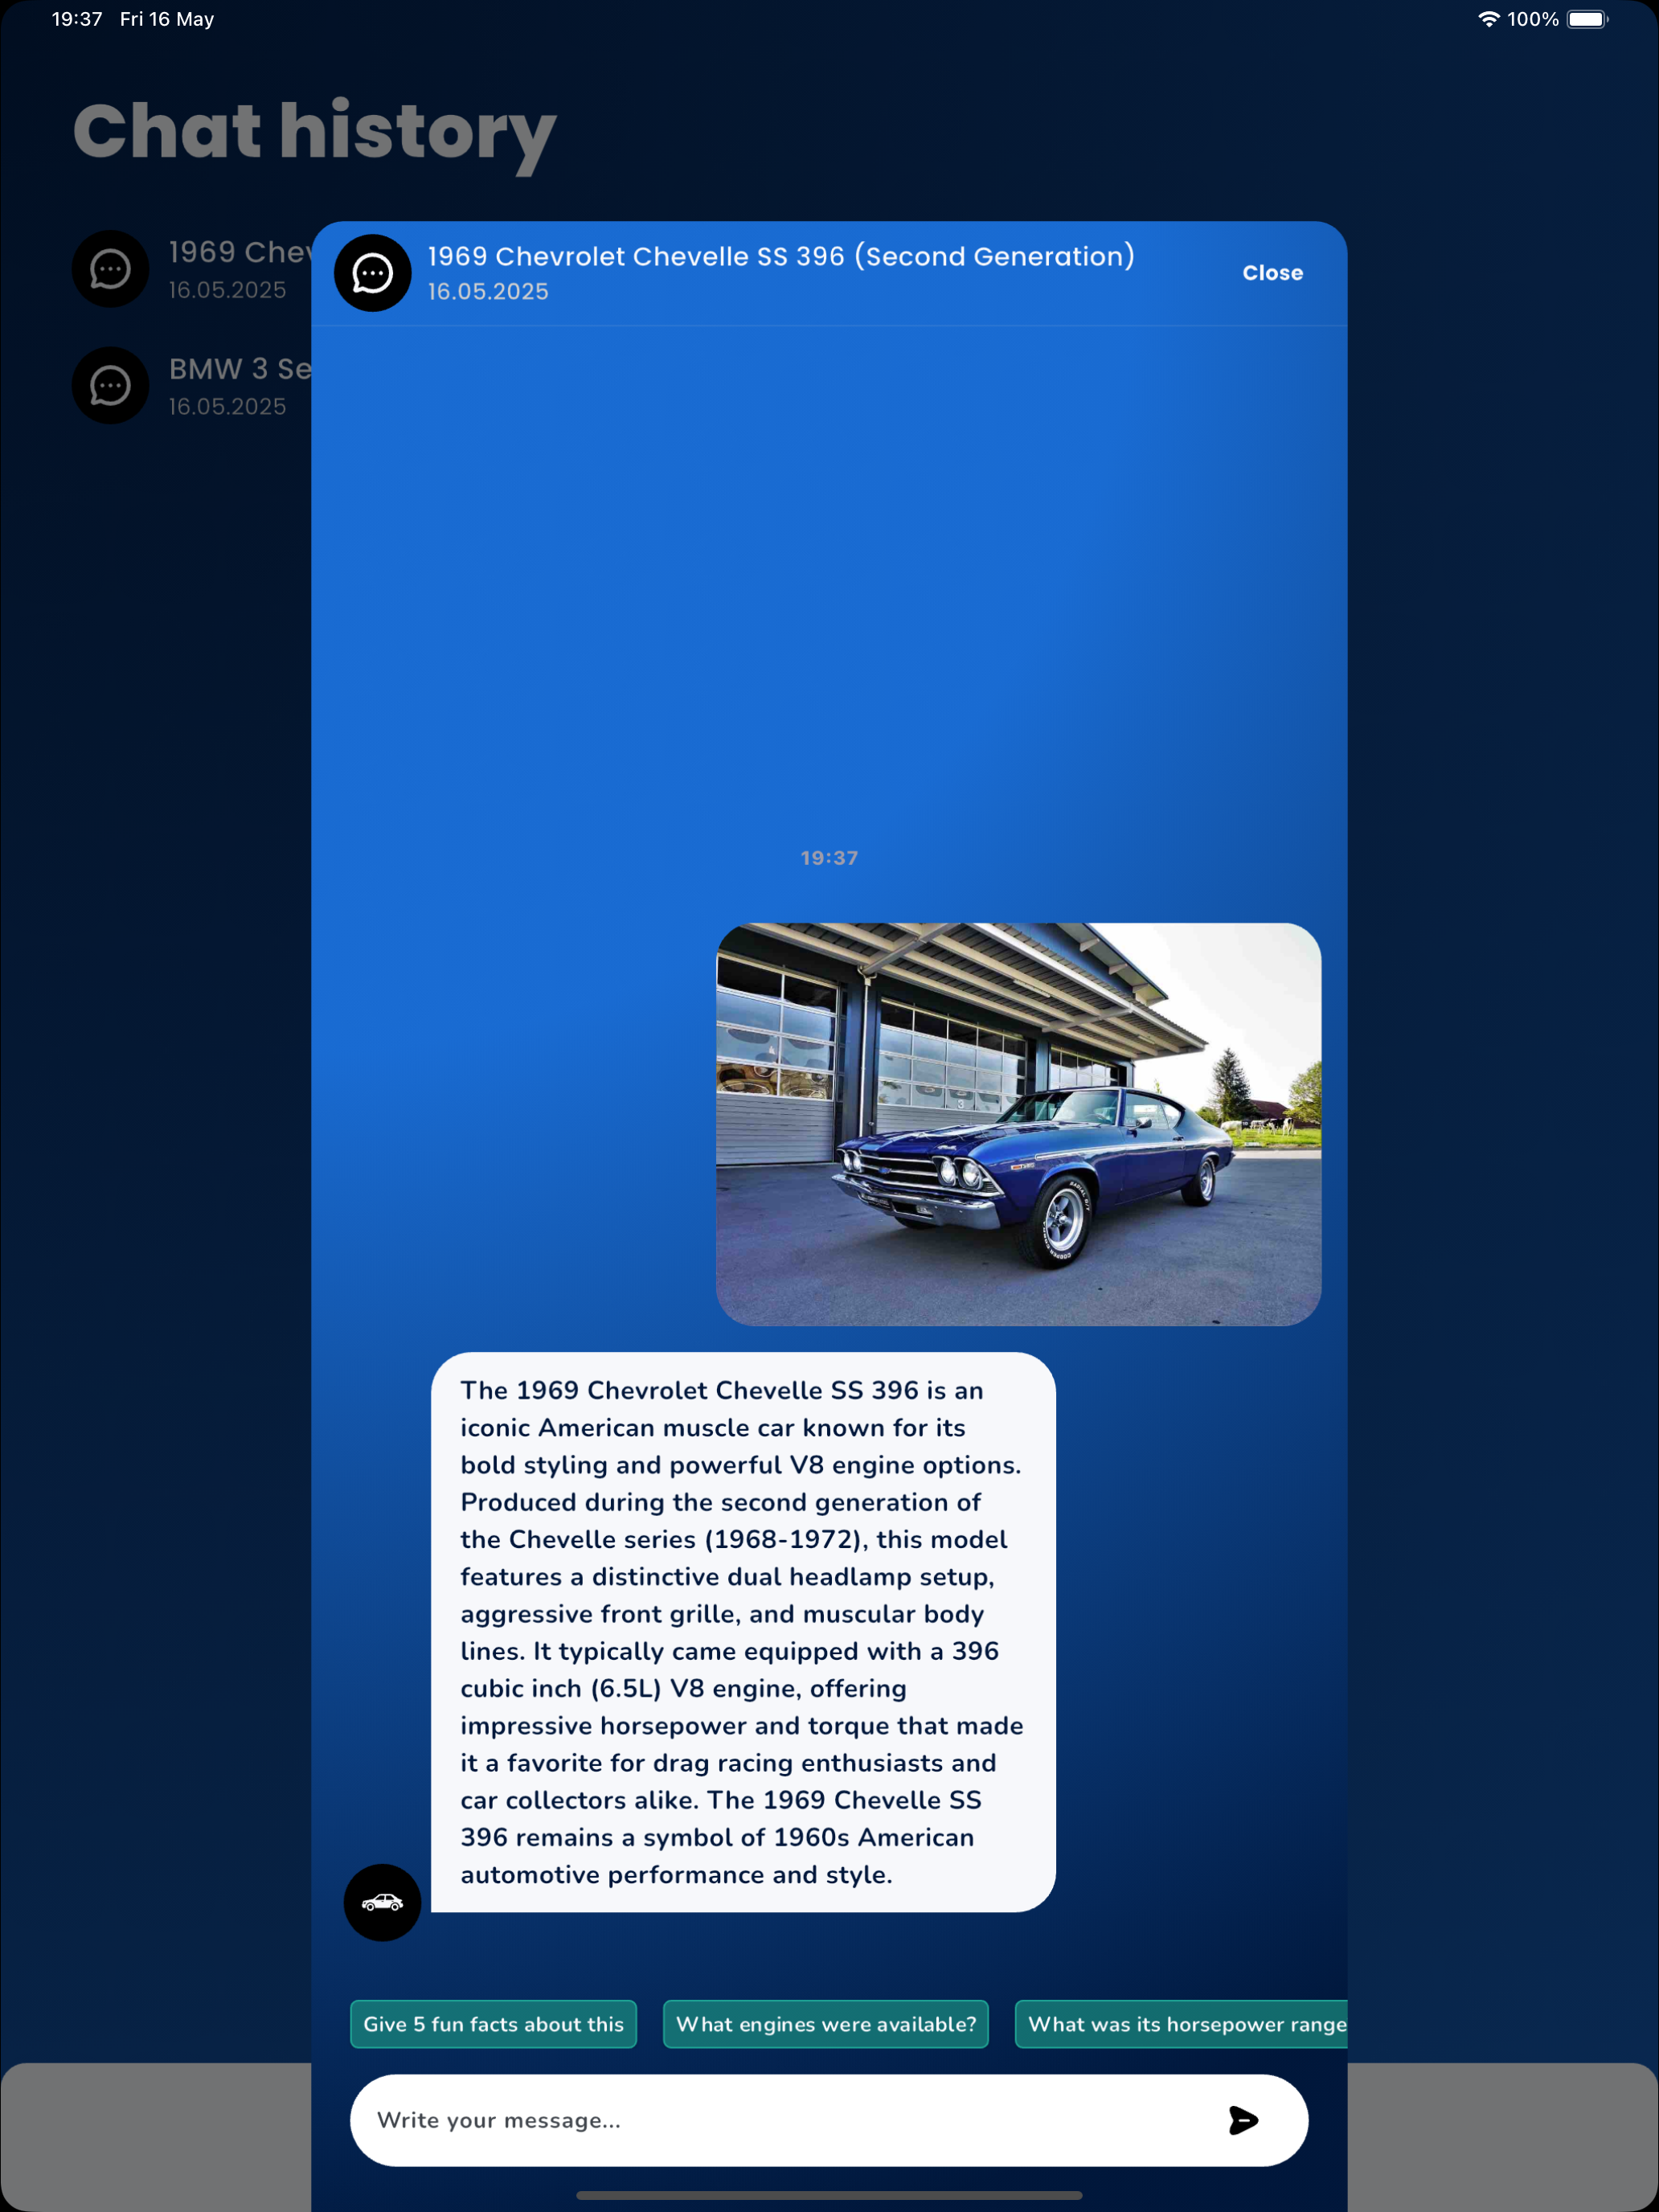 19:37 Fri 16 May
100%
Chat history
1969 Chev
16.05.2025
BMW 3 Se
16.05.2025
1969 Chevrolet Chevelle SS 396 (Second Generation)
16.05.2025
Close
19:37
3
The 1969 Chevrolet Chevelle SS 396 is an
iconic American muscle car known for its
bold styling and powerful V8 engine options.
Produced during the second generation of
the Chevelle series (1968-1972), this model
features a distinctive dual headlamp setup,
aggressive front grille, and muscular body
lines. It typically came equipped with a 396
cubic inch (6.5L) V8 engine, offering
impressive horsepower and torque that made
it a favorite for drag racing enthusiasts and
car collectors alike. The 1969 Chevelle SS
396 remains a symbol of 1960s American
automotive performance and style.
Give 5 fun facts about this
What engines were available?
What was its horsepower range
Write your message...